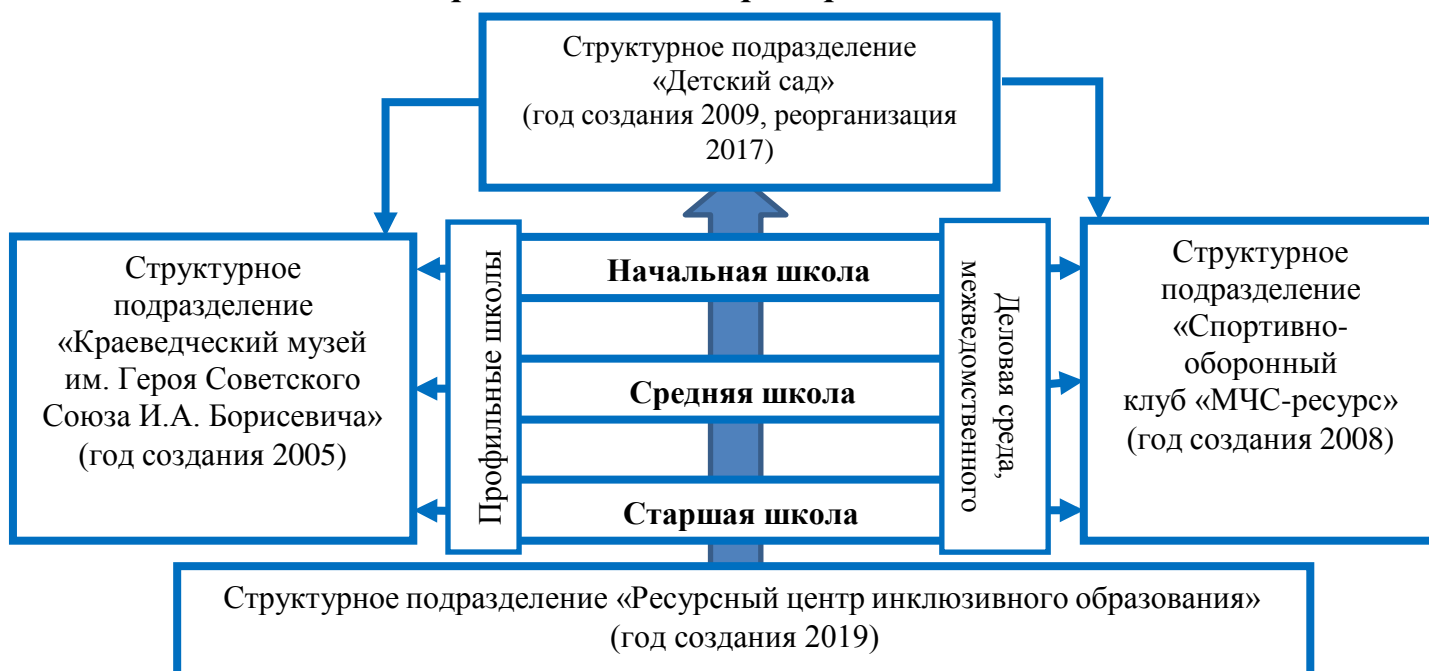 Структурное подразделение
«Детский сад»
(год создания 2009, реорганизация
2017)
Структурное
подразделение
«Краеведческий музей
им. Героя Советского
Союза И.А. Борисевича»
(год создания 2005)
Профильные школы
Начальная школа
Средняя школа
Старшая школа
Деловая среда,
межведомственного
Структурное
подразделение
«Спортивно-
оборонный
клуб «МЧС-ресурс»
(год создания 2008)
Структурное подразделение «Ресурсный центр инклюзивного образования»
(год создания 2019)